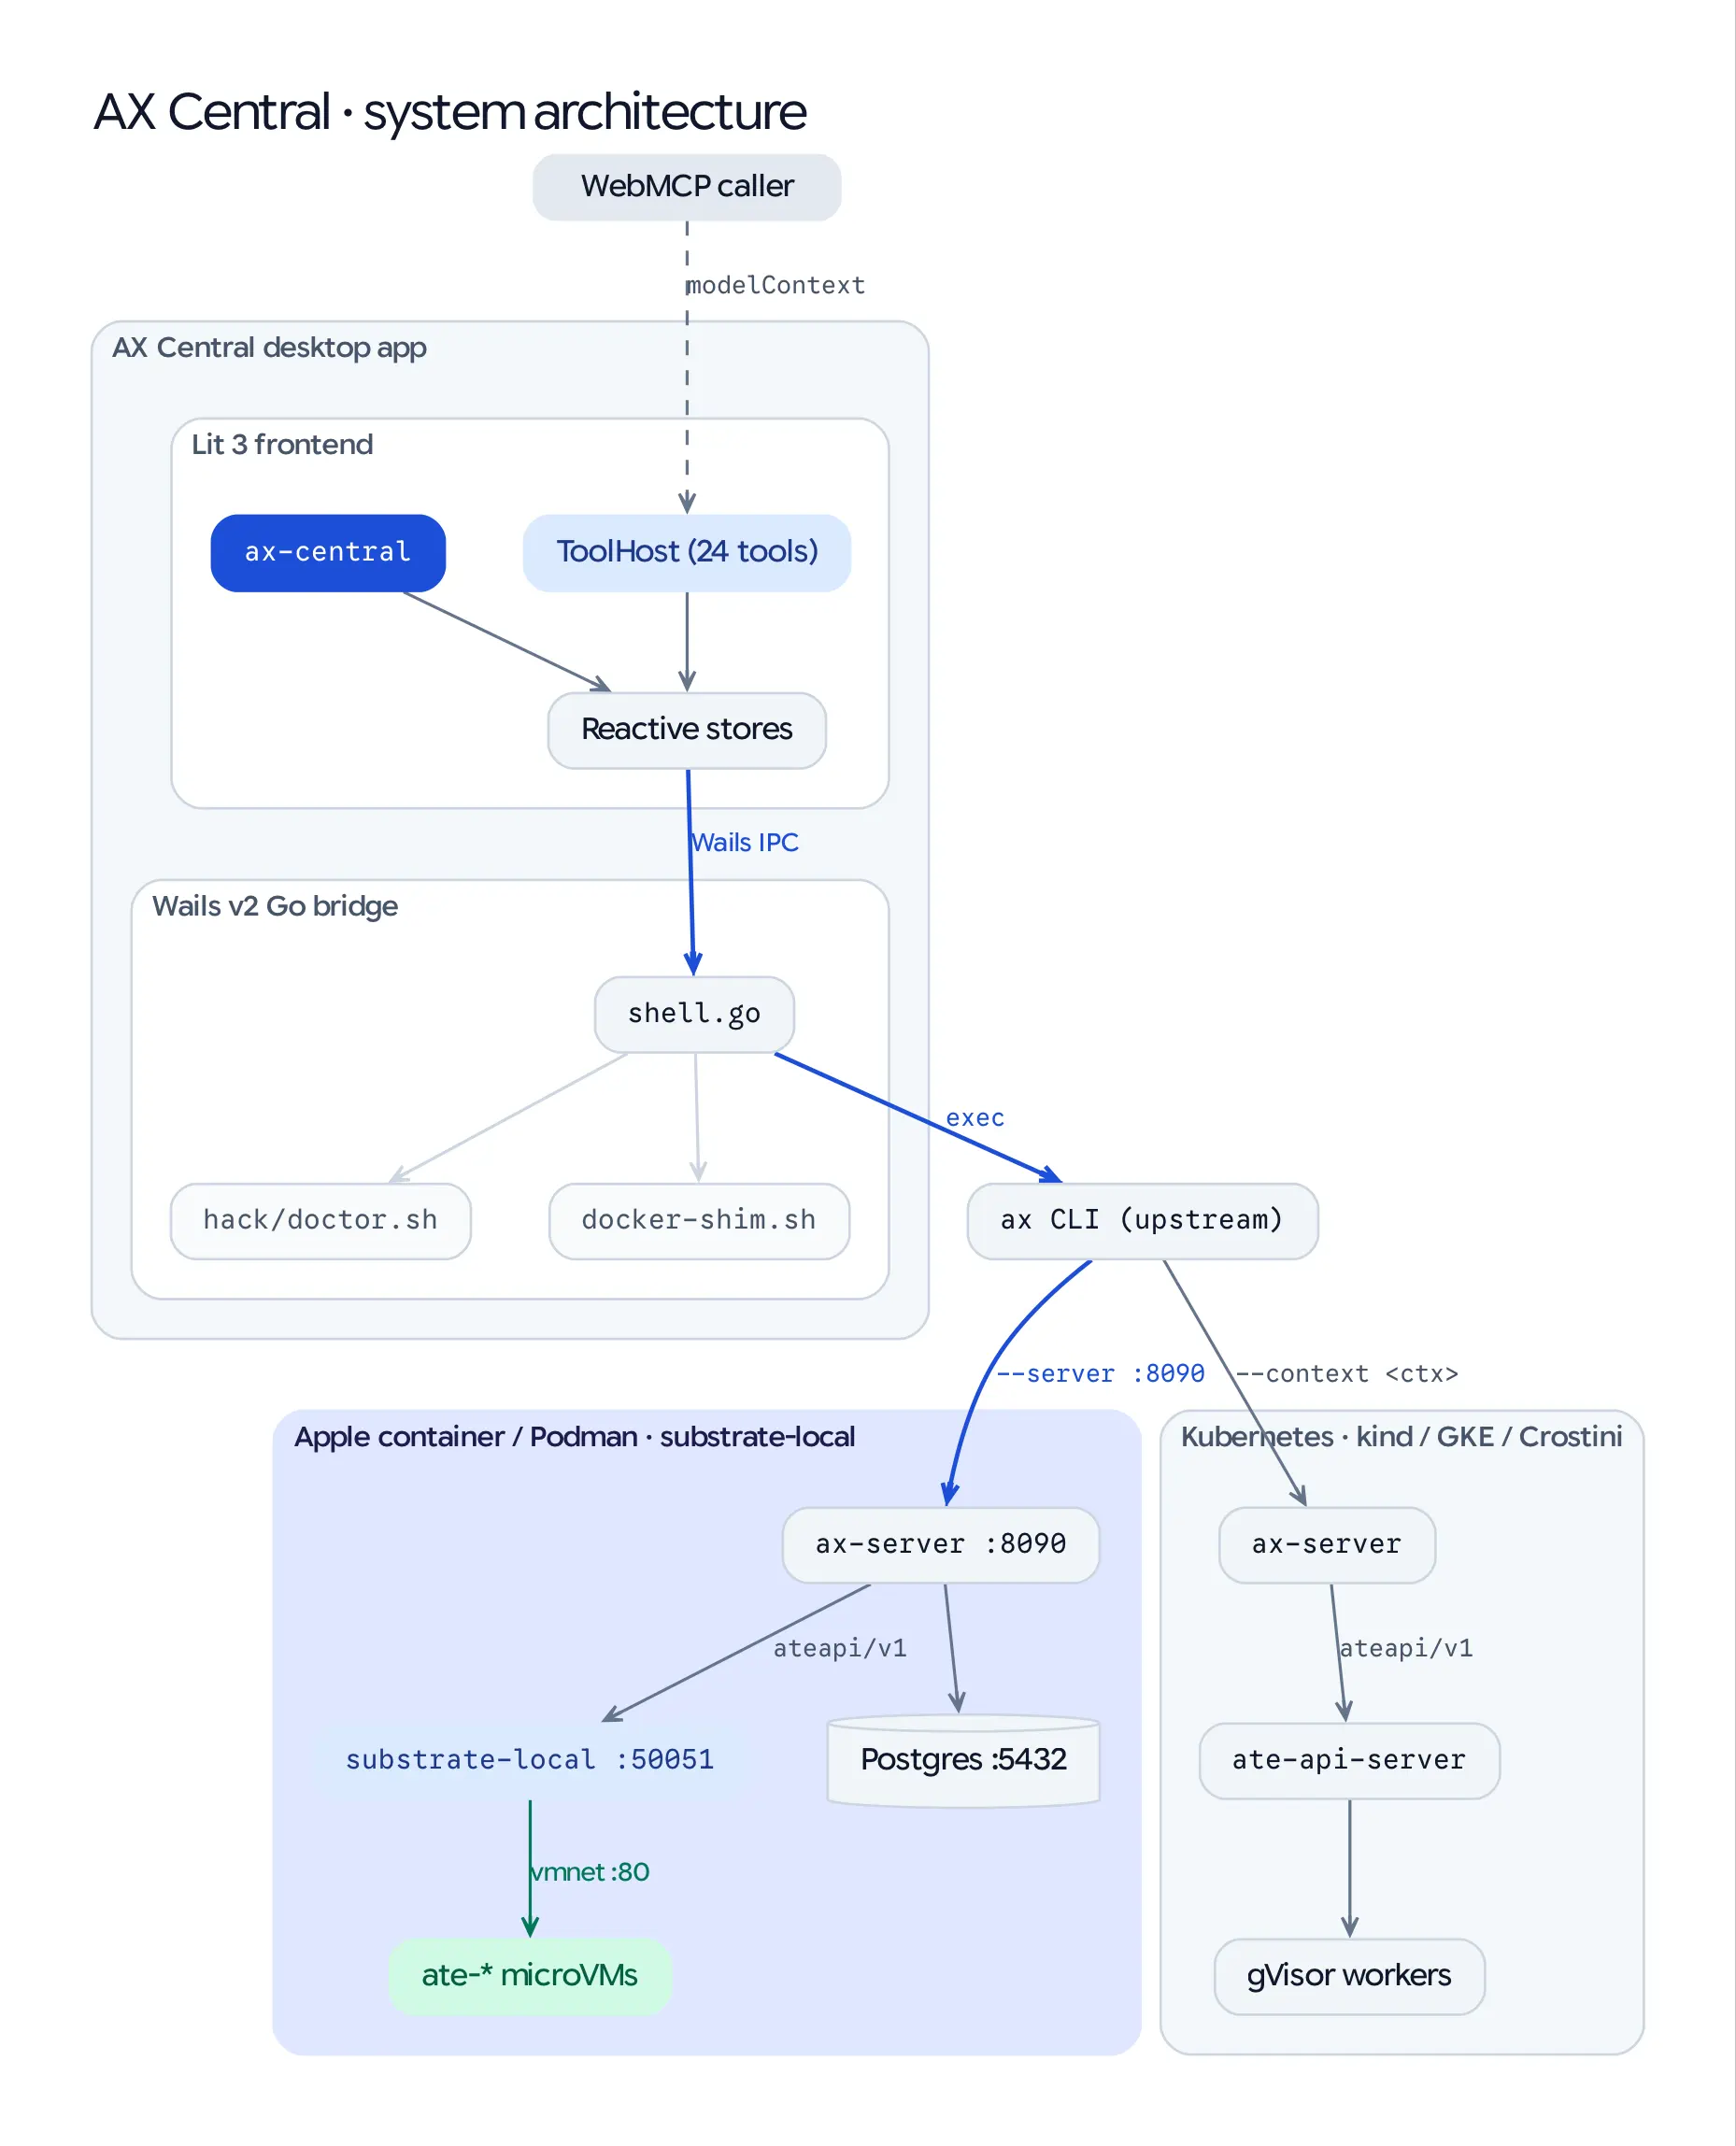 AX Central · system architecture
WebMCP caller
modelContext
AX Central desktop app
Lit 3 frontend
ax-central
ToolHost (24 tools)
Reactive stores
Wails IPC
Wails v2 Go bridge
shell.go
exec
hack/doctor.sh
docker-shim.sh
ax CLI (upstream)
--server :8090
--context <ctx>
Apple container / Podman · substrate-local
Kubernetes · kind / GKE / Crostini
ax-server :8090
ax-server
ateapi/v1
ateapi/v1
substrate-local :50051
Postgres :5432
ate-api-server
vmnet :80
ate-* microVMs
gVisor workers